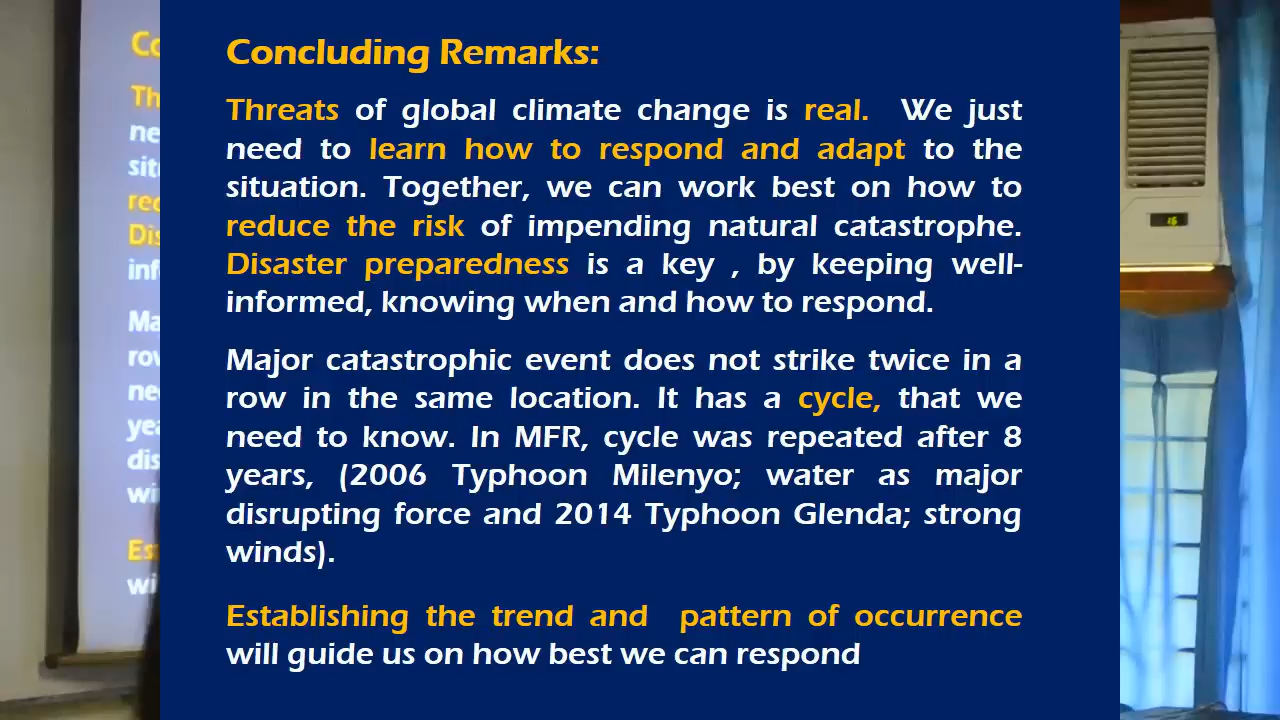 Concluding Remarks:
Threats of global climate change is real. We just
need to learn how to respond and adapt to the
situation. Together, we can work best on how to
reduce the risk of impending natural catastrophe.
Disaster preparedness is a key , by keeping well-
informed, knowing when and how to respond.
Major catastrophic event does not strike twice in a
row in the same location. It has a cycle, that we
need to know. In MFR, cycle was repeated after 8
years, (2006 Typhoon Milenyo; water as major
disrupting force and 2014 Typhoon Glenda; strong
winds).
Establishing the trend and pattern of occurrence
will guide us on how best we can respond
16